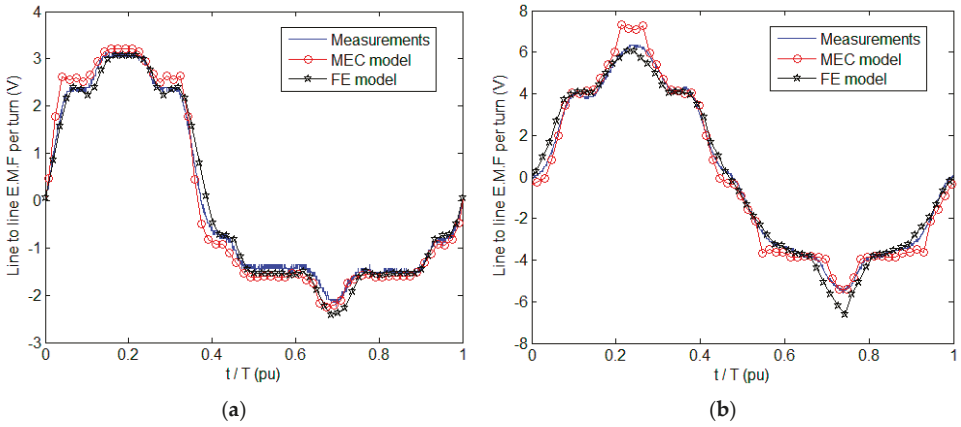 4
3
2
1
0
-1
-2
-3
0
0.2
0.4
0.6
0.8
1
Line to line E.M.F per turn (V)
t / T (pu)
Measurements
MEC model
FE model
(a)
8
6
4
2
0
-2
-4
-6
-8
0
0.2
0.4
0.6
0.8
1
Line to line E.M.F per turn (V)
t / T (pu)
Measurements
MEC model
FE model
(b)